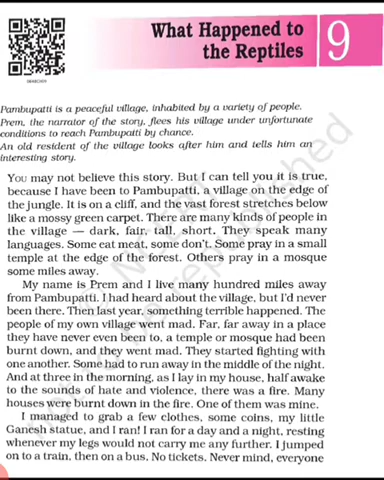 What Happened to
the Reptiles
9
Pambupatti is a peaceful village, inhabited by a variety of people.
Prem, the narrator of the story, flees his village under unfortunate
conditions to reach Pambupatti by chance.
An old resident of the village looks after him and tells him an
interesting story.
YOU may not believe this story. But I can tell you it is true,
because I have been to Pambupatti, a village on the edge of
the jungle. It is on a cliff, and the vast forest stretches below
like a mossy green carpet. There are many kinds of people in
the village — dark, fair, tall, short. They speak many
languages. Some eat meat, some don't. Some pray in a small
temple at the edge of the forest. Others pray in a mosque
some miles away.
My name is Prem and I live many hundred miles away
from Pambupatti. I had heard about the village, but I'd never
been there. Then last year, something terrible happened. The
people of my own village went mad. Far, far away in a place
they have never even been to, a temple or mosque had been
burnt down, and they went mad. They started fighting with
one another. Some had to run away in the middle of the night.
And at three in the morning, as I lay in my house, half awake
to the sounds of hate and violence, there was a fire. Many
houses were burnt down in the fire. One of them was mine.
I managed to grab a few clothes, some coins, my little
Ganesh statue, and I ran! I ran for a day and a night, resting
whenever my legs would not carry me any further. I jumped
on to a train, then on a bus. No tickets. Never mind, everyone